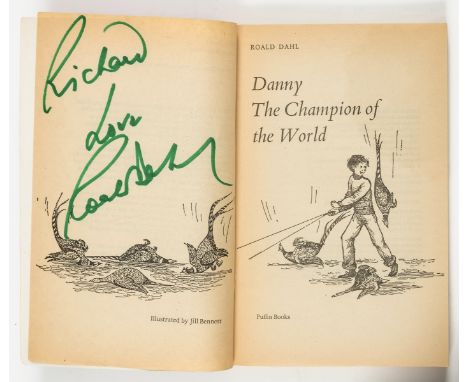 Richard
Love
Roald Dahl
Illustrated by Jill Bennett
ROALD DAHL
Danny
The Champion of
the World
Puffin Books